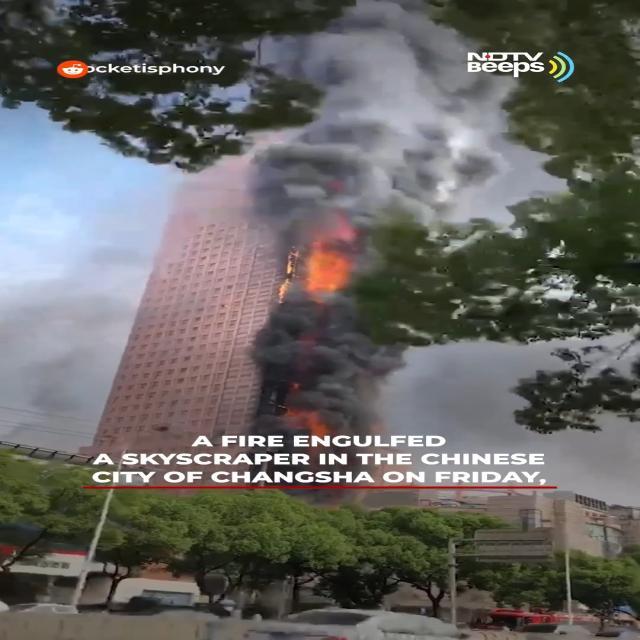 ocketisphony
NDTV
Beeps
A FIRE ENGULFED
A SKYSCRAPER IN THE CHINESE
CITY OF CHANGSHA ON FRIDAY,